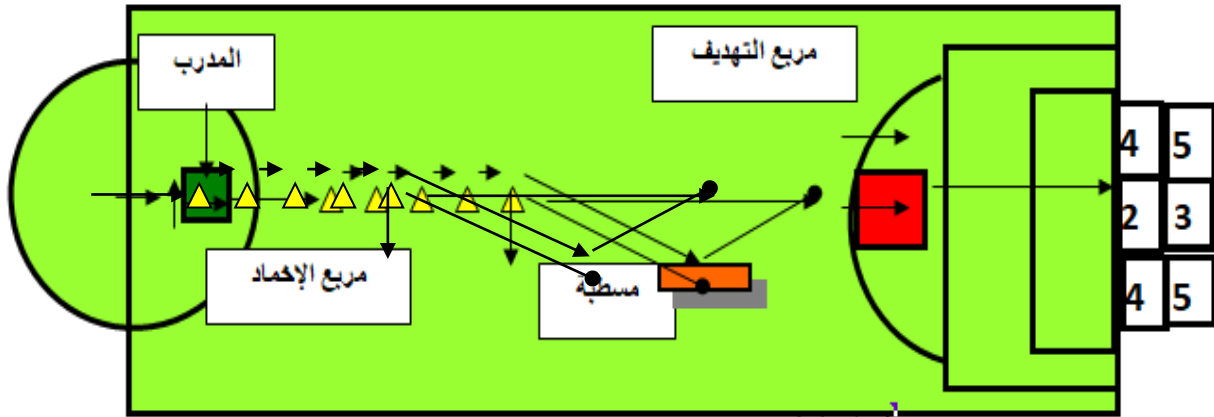 المدرب
مربع التهديف
مربع الإخماد
مسطبة
4 5
2 3
4 5